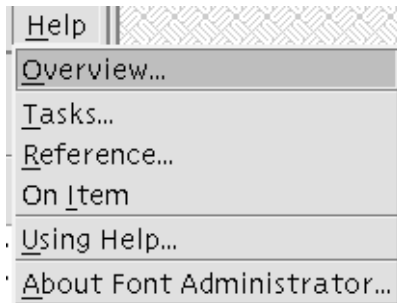 Help
Overview...
Tasks...
Reference...
On Item
Using Help...
About Font Administrator...